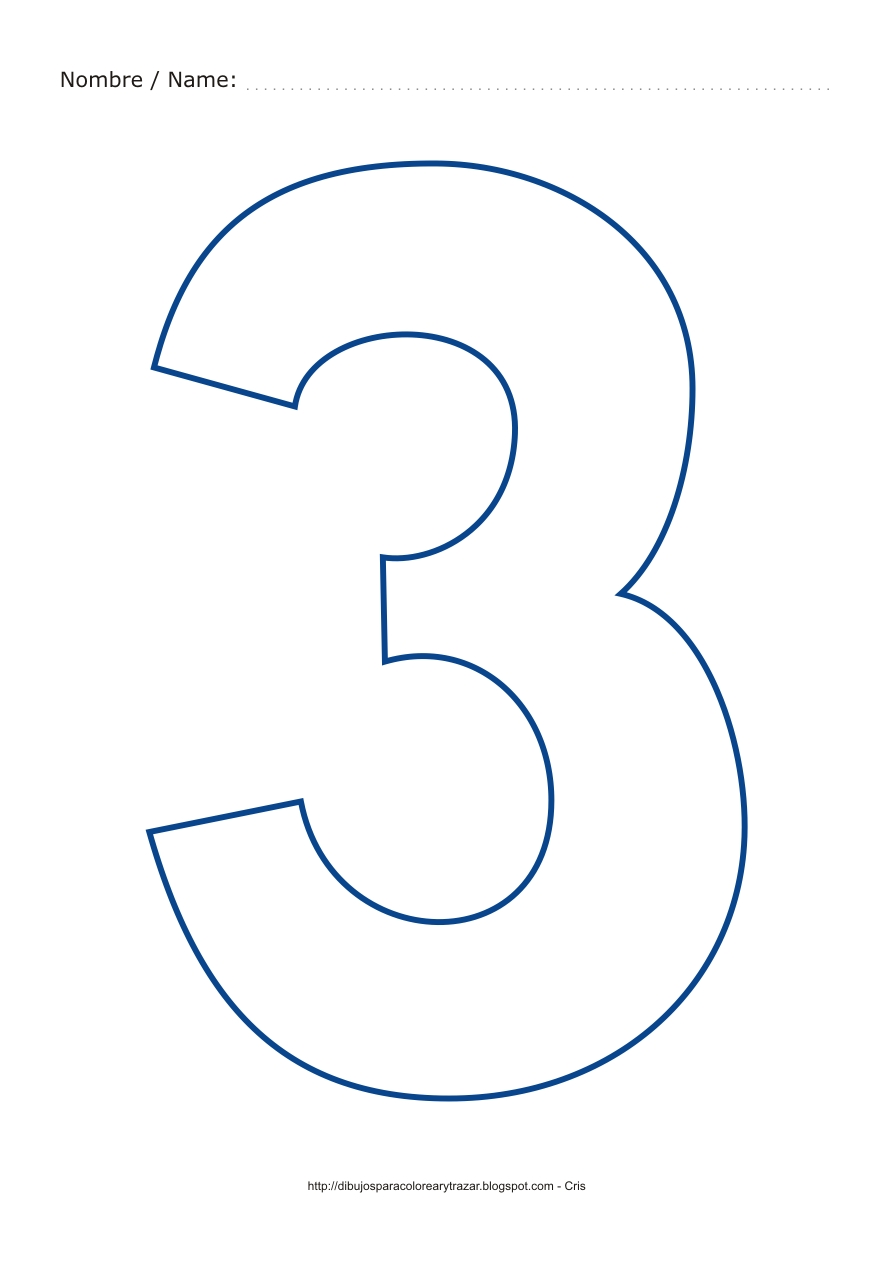 Nombre / Name: ..................................................................
3
http://dibujosparacolorearytrazar.blogspot.com - Cris